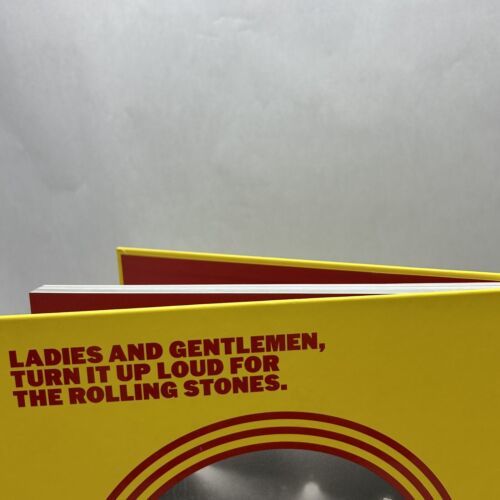 LADIES AND GENTLEMEN,
TURN IT UP LOUD FOR
THE ROLLING STONES.